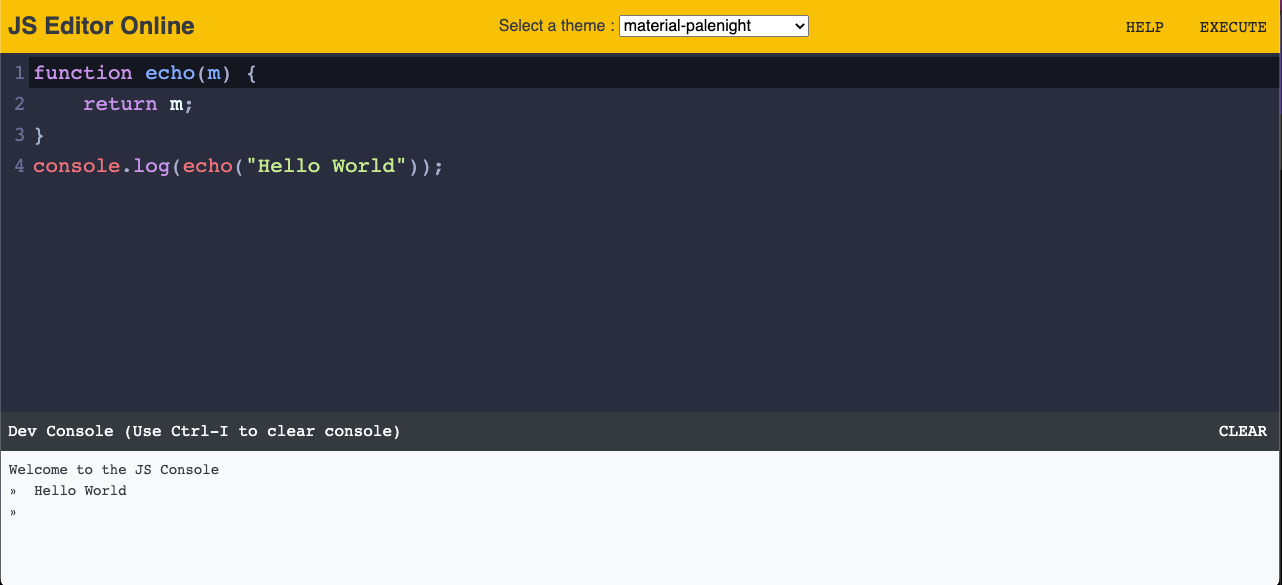 JS Editor Online
Select a theme : material-palenight
HELP
EXECUTE
1 function echo(m) {
2     return m;
3 }
4 console.log(echo("Hello World"));
Dev Console (Use Ctrl-I to clear console)
CLEAR
Welcome to the JS Console
»  Hello World
»